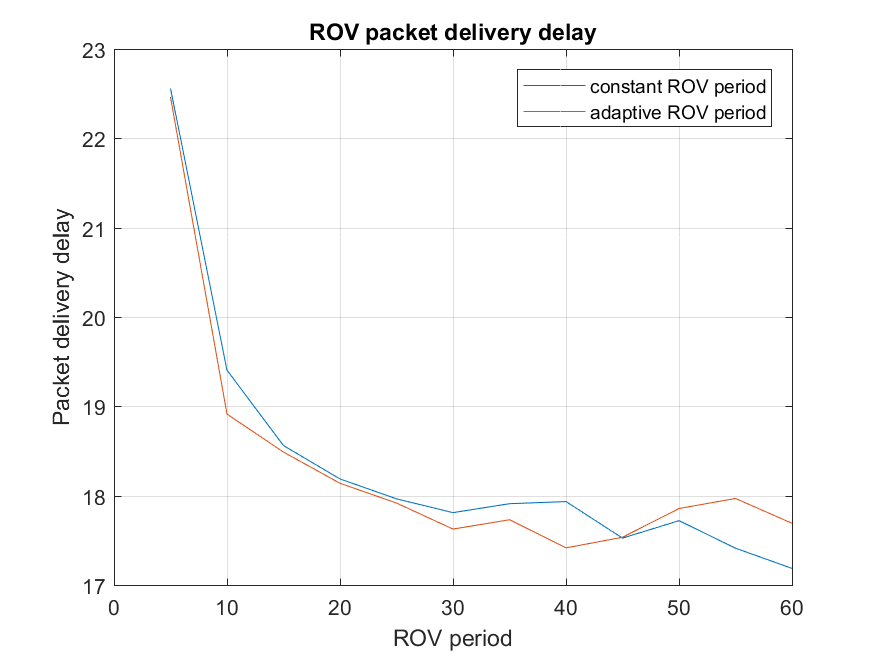 ROV packet delivery delay
constant ROV period
adaptive ROV period
23
22
21
20
19
18
17
Packet delivery delay
0 10 20 30 40 50 60
ROV period